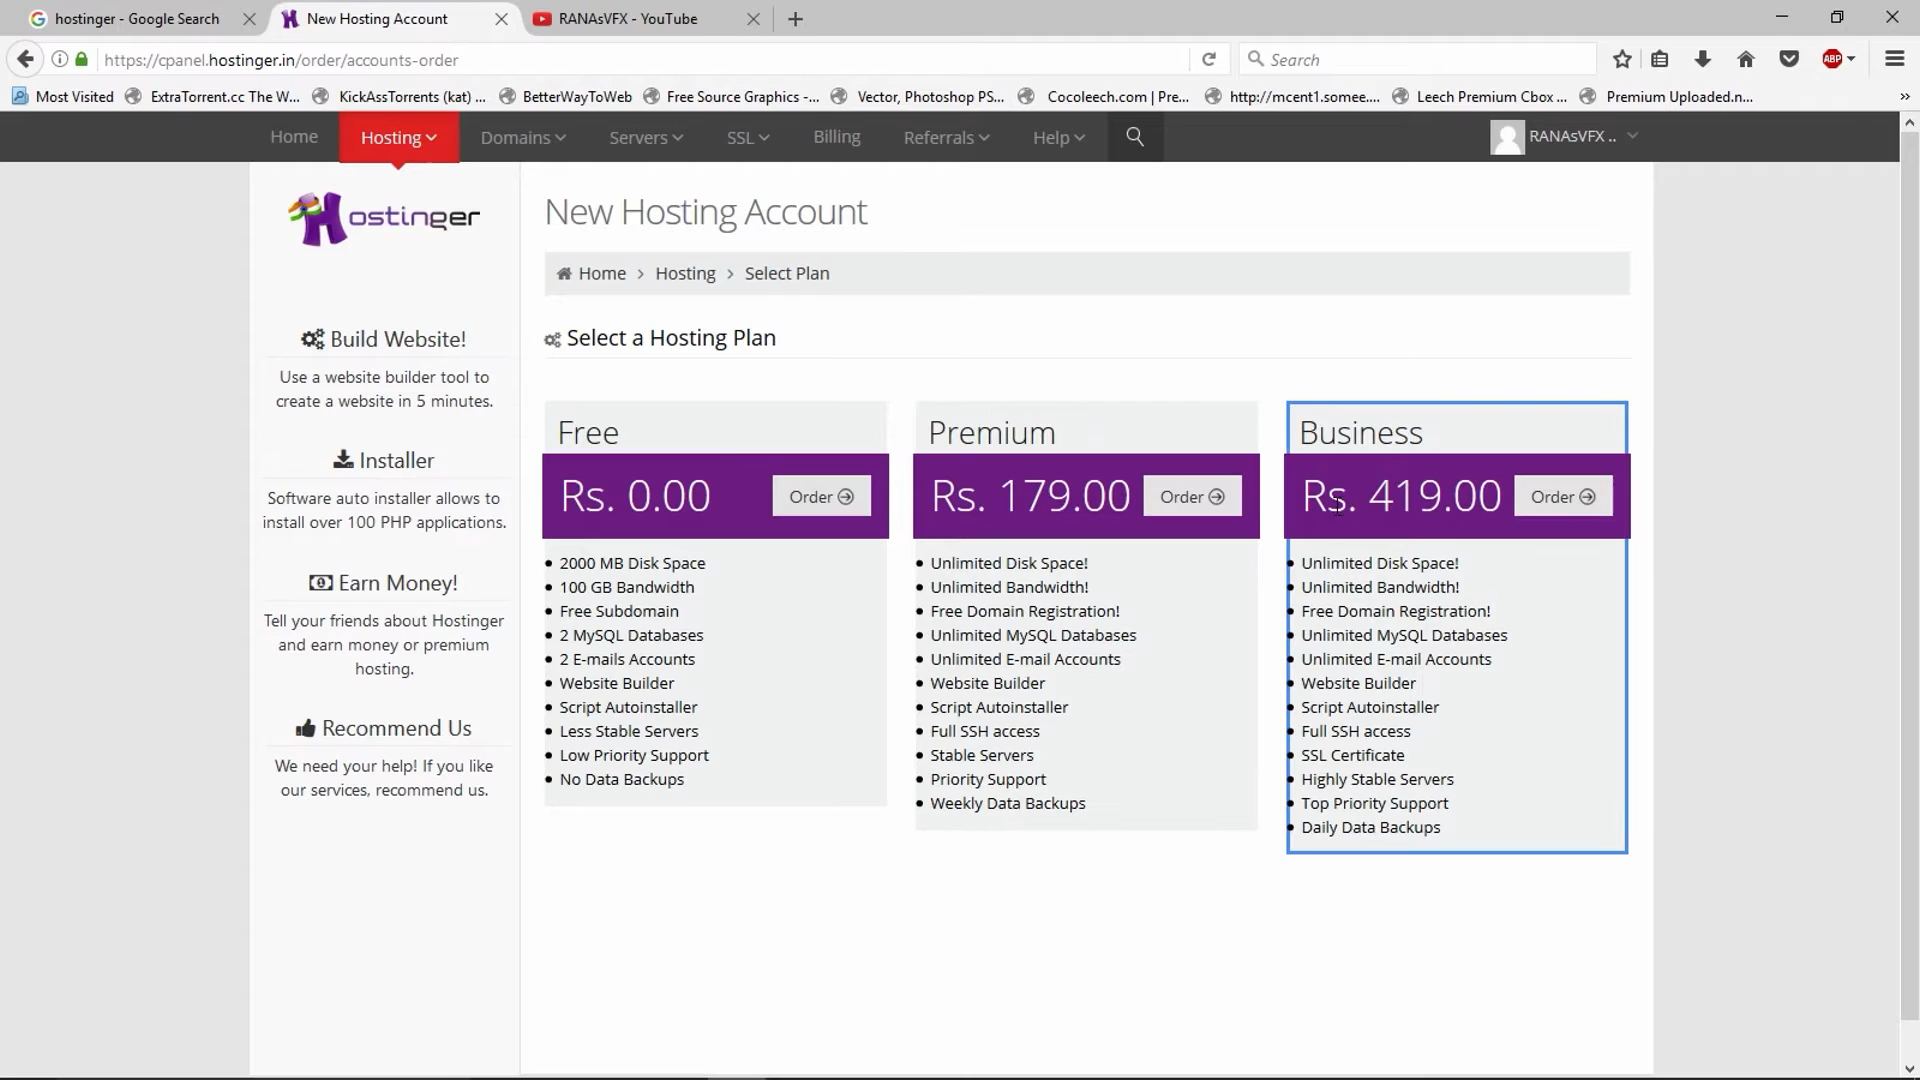 hostinger - Google Search
New Hosting Account
RANAsVFX - YouTube
https://cpanel.hostinger.in/order/accounts-order
Search
ABP
Most Visited
ExtraTorrent.cc The W...
KickAssTorrents (kat) ...
BetterWayToWeb
Free Source Graphics -...
Vector, Photoshop PS...
Cocoleech.com | Pre...
http://mcent1.somee....
Leech Premium Cbox ...
Premium Uploaded.n...
Home
Hosting
Domains
Servers
SSL
Billing
Referrals
Help
RANAsVFX ..
Hostinger
Build Website!
Use a website builder tool to
create a website in 5 minutes.
Installer
Software auto installer allows to
install over 100 PHP applications.
Earn Money!
Tell your friends about Hostinger
and earn money or premium
hosting.
Recommend Us
We need your help! If you like
our services, recommend us.
New Hosting Account
Home > Hosting > Select Plan
Select a Hosting Plan
Free
Rs. 0.00
Order
• 2000 MB Disk Space
• 100 GB Bandwidth
• Free Subdomain
• 2 MySQL Databases
• 2 E-mails Accounts
• Website Builder
• Script Autoinstaller
• Less Stable Servers
• Low Priority Support
• No Data Backups
Premium
Rs. 179.00
Order
• Unlimited Disk Space!
• Unlimited Bandwidth!
• Free Domain Registration!
• Unlimited MySQL Databases
• Unlimited E-mail Accounts
• Website Builder
• Script Autoinstaller
• Full SSH access
• Stable Servers
• Priority Support
• Weekly Data Backups
Business
Rs. 419.00
Order
• Unlimited Disk Space!
• Unlimited Bandwidth!
• Free Domain Registration!
• Unlimited MySQL Databases
• Unlimited E-mail Accounts
• Website Builder
• Script Autoinstaller
• Full SSH access
• SSL Certificate
• Highly Stable Servers
• Top Priority Support
• Daily Data Backups